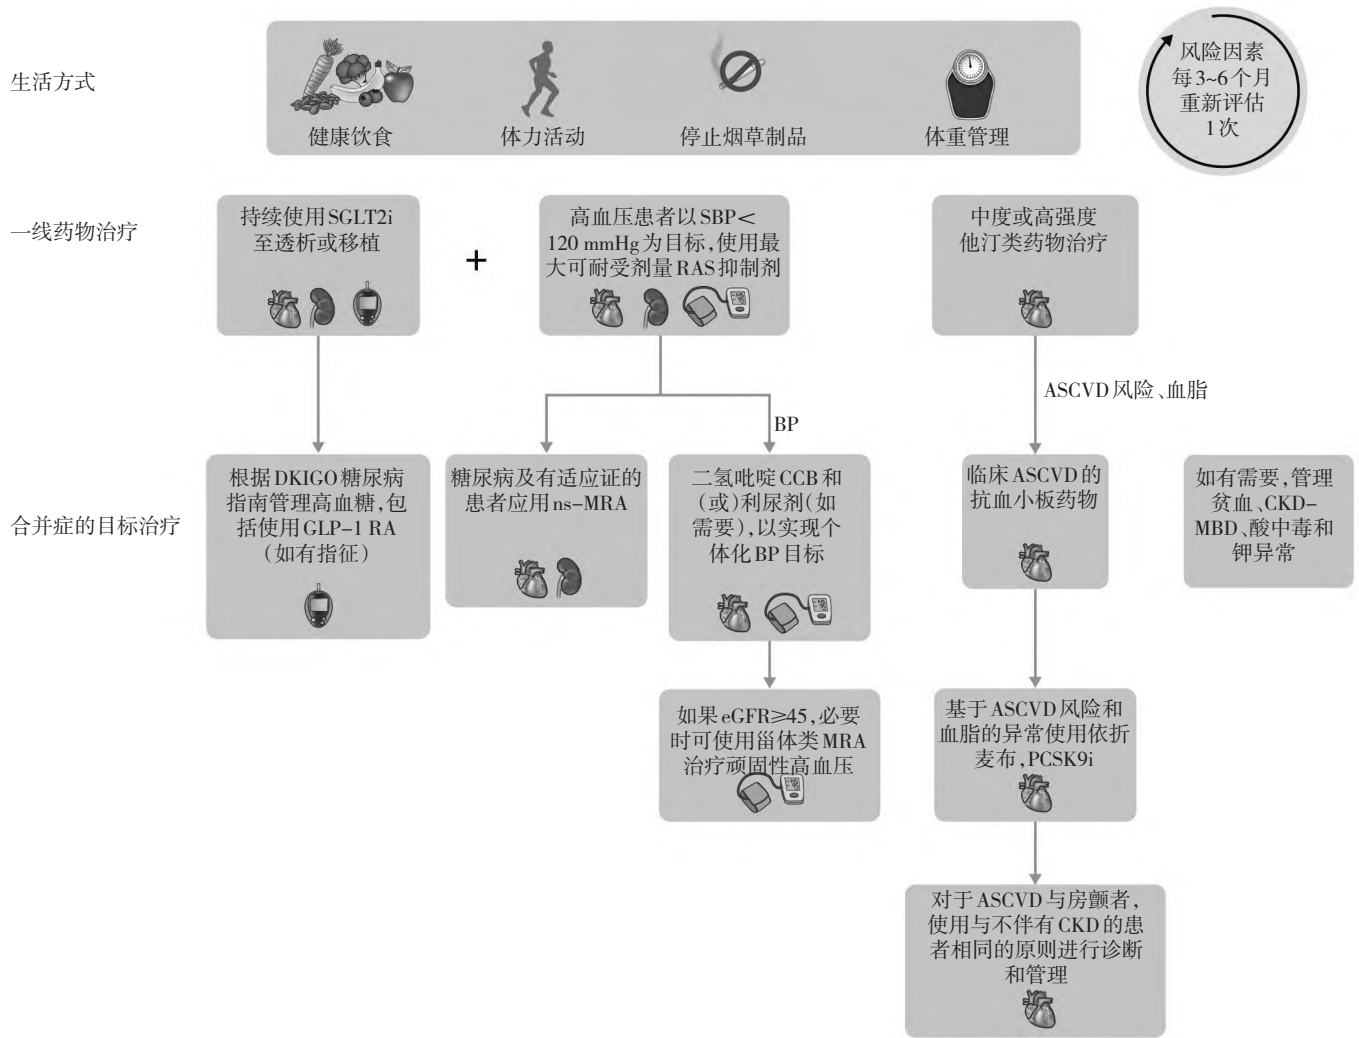 生活方式
健康饮食
体力活动
停止烟草制品
体重管理
风险因素
每3~6个月
重新评估
1次
一线药物治疗
持续使用SGLT2i
至透析或移植
+
高血压患者以SBP<
120 mmHg为目标,使用最
大可耐受剂量RAS抑制剂
中度或高强度
他汀类药物治疗
ASCVD风险、血脂
BP
合并症的目标治疗
根据DKIGO糖尿病
指南管理高血糖,包
括使用GLP-1 RA
(如有指征)
糖尿病及有适应证的
患者应用ns-MRA
二氢吡啶CCB和
(或)利尿剂(如
需要),以实现个
体化BP目标
临床ASCVD的
抗血小板药物
如有需要,管理
贫血、CKD-
MBD、酸中毒和
钾异常
如果eGFR≥45,必要
时可使用甾体类MRA
治疗顽固性高血压
基于ASCVD风险和
血脂的异常使用依折
麦布,PCSK9i
对于ASCVD与房颤者,
使用与不伴有CKD的患
者相同的原则进行诊断
和管理